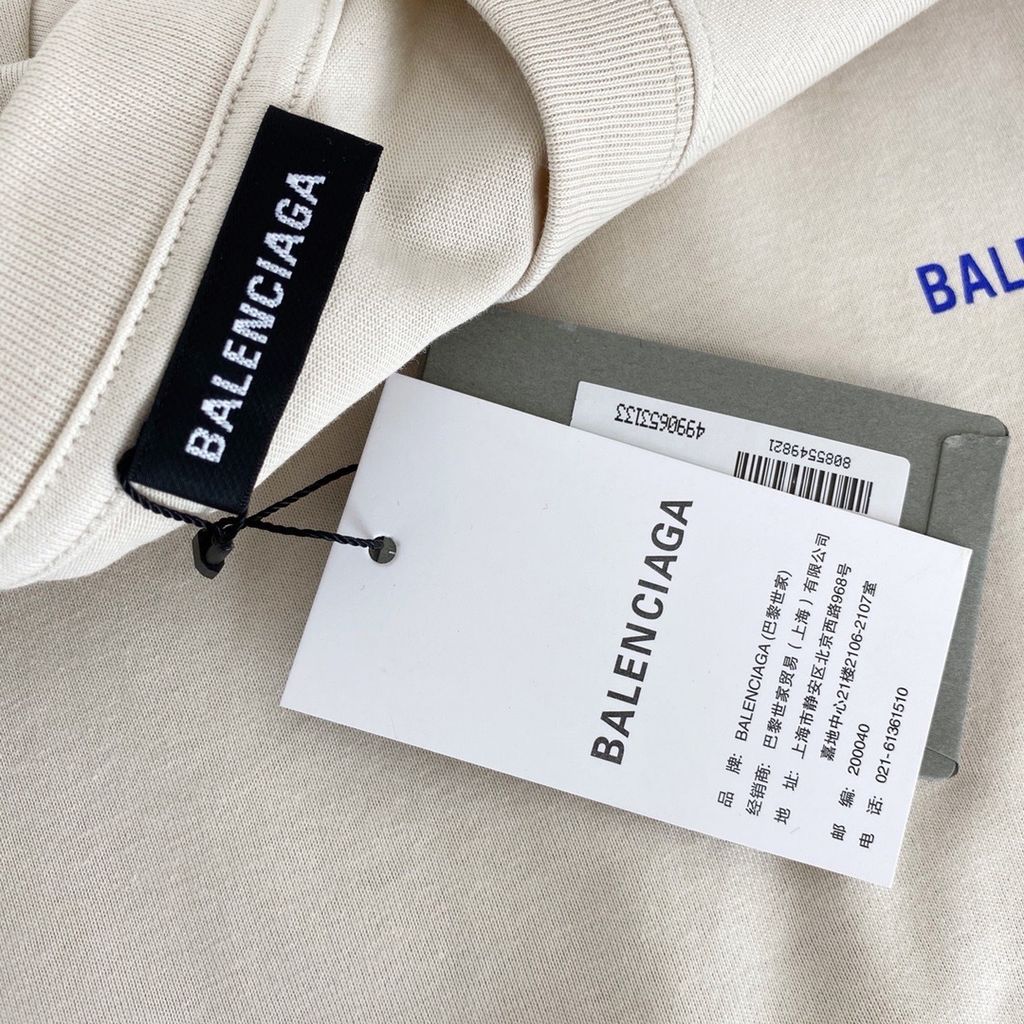 BALENCIAGA
BALE
4990653133
8085549821
BALENCIAGA
品 牌: BALENCIAGA (巴黎世家)
经销商: 巴黎世家贸易（上海）有限公司
地 址: 上海市静安区北京西路968号
嘉地中心21楼2106-2107室
邮 编: 200040
电 话: 021-61361510